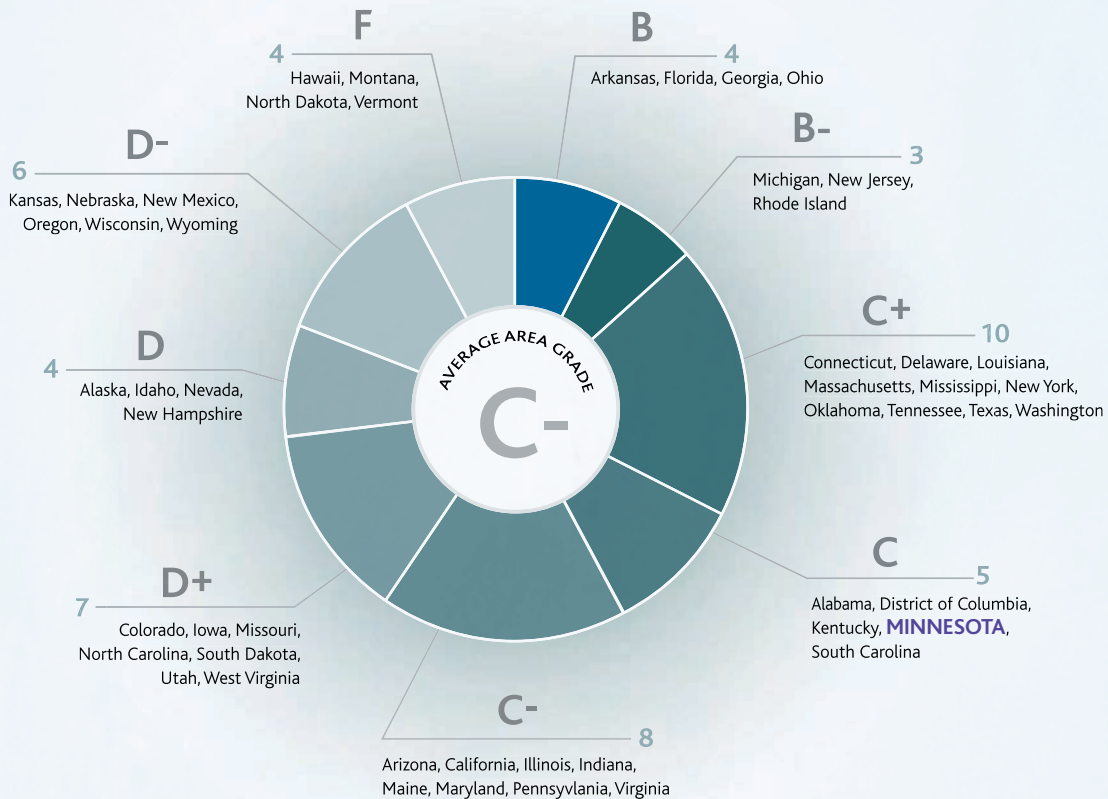 F
4
Hawaii, Montana,
North Dakota, Vermont
B
4
Arkansas, Florida, Georgia, Ohio
B-
3
Michigan, New Jersey,
Rhode Island
C+
10
Connecticut, Delaware, Louisiana,
Massachusetts, Mississippi, New York,
Oklahoma, Tennessee, Texas, Washington
C
5
Alabama, District of Columbia,
Kentucky, MINNESOTA,
South Carolina
C-
8
Arizona, California, Illinois, Indiana,
Maine, Maryland, Pennsyvlania, Virginia
D+
7
Colorado, Iowa, Missouri,
North Carolina, South Dakota,
Utah, West Virginia
D
4
Alaska, Idaho, Nevada,
New Hampshire
D-
6
Kansas, Nebraska, New Mexico,
Oregon, Wisconsin, Wyoming
AVERAGE AREA GRADE
C-